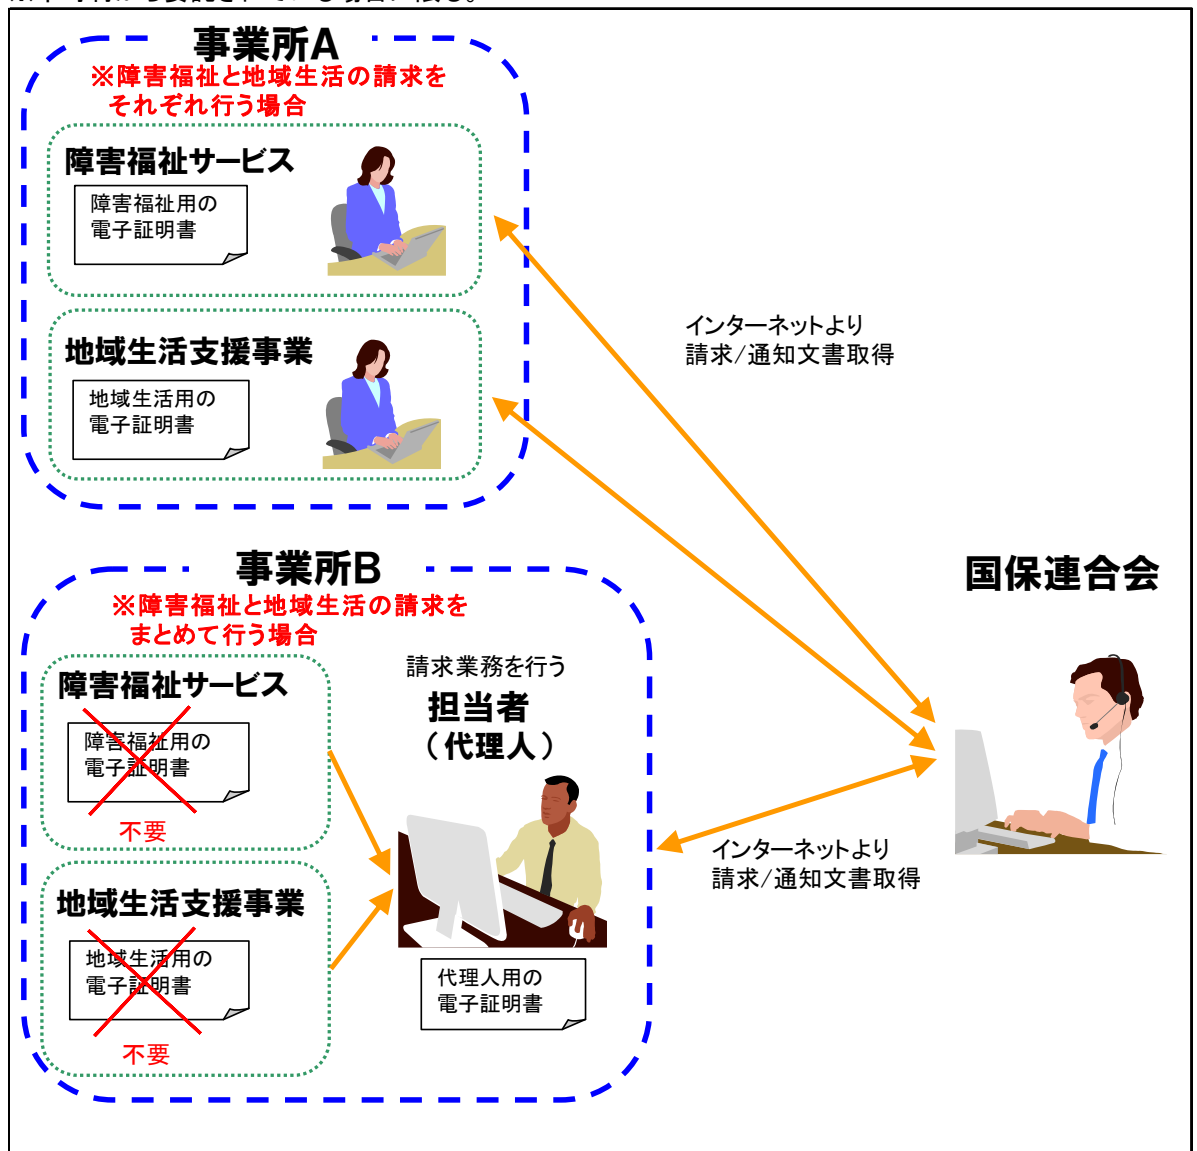 事業所A
※障害福祉と地域生活の請求を
それぞれ行う場合
障害福祉サービス
障害福祉用の
電子証明書
地域生活支援事業
地域生活用の
電子証明書
インターネットより
請求/通知文書取得
国保連合会
事業所B
※障害福祉と地域生活の請求を
まとめて行う場合
障害福祉サービス
障害福祉用の
電子証明書
不要
地域生活支援事業
地域生活用の
電子証明書
不要
請求業務を行う
担当者
（代理人）
代理人用の
電子証明書
インターネットより
請求/通知文書取得